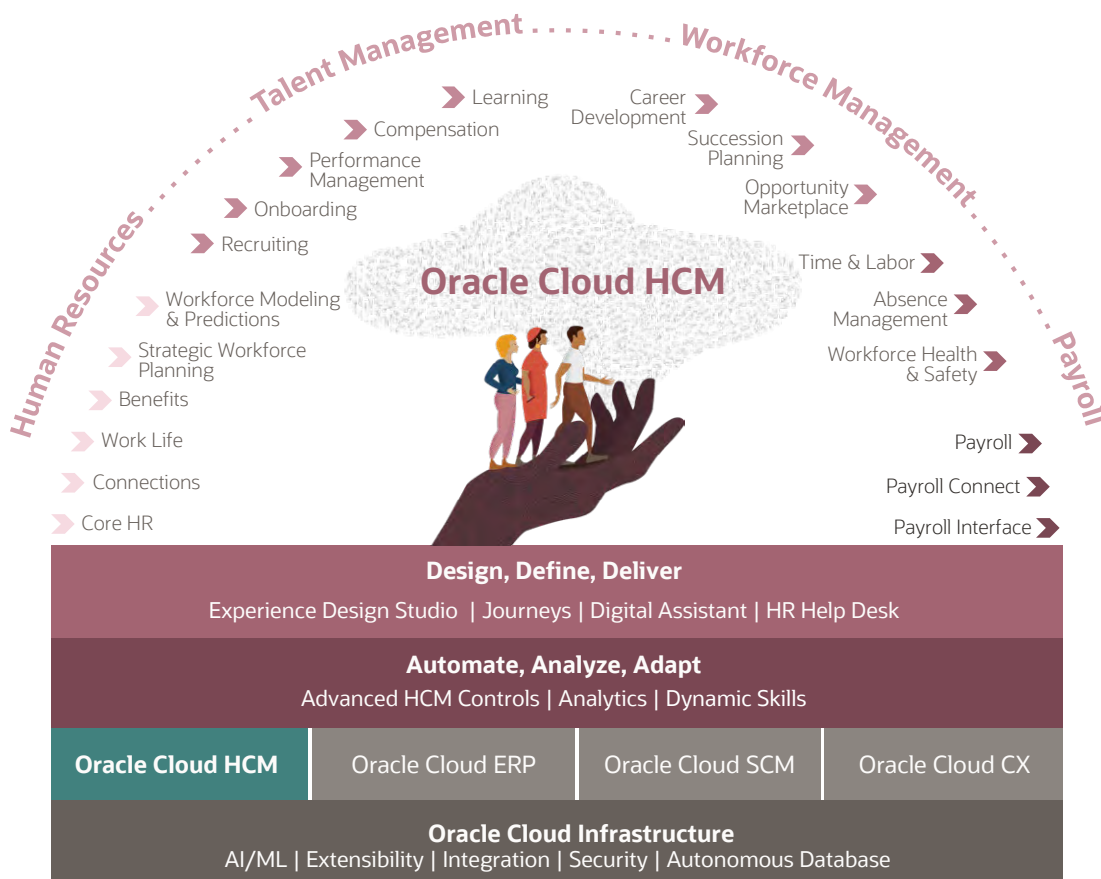 Human Resources
Talent Management
Workforce Management
Payroll
Learning
Compensation
Performance
Management
Onboarding
Recruiting
Workforce Modeling
& Predictions
Strategic Workforce
Planning
Benefits
Work Life
Connections
Core HR
Career
Development
Succession
Planning
Opportunity
Marketplace
Time & Labor
Absence
Management
Workforce Health
& Safety
Payroll
Payroll Connect
Payroll Interface
Oracle Cloud HCM
Design, Define, Deliver
Experience Design Studio | Journeys | Digital Assistant | HR Help Desk
Automate, Analyze, Adapt
Advanced HCM Controls | Analytics | Dynamic Skills
Oracle Cloud HCM
Oracle Cloud ERP
Oracle Cloud SCM
Oracle Cloud CX
Oracle Cloud Infrastructure
AI/ML | Extensibility | Integration | Security | Autonomous Database